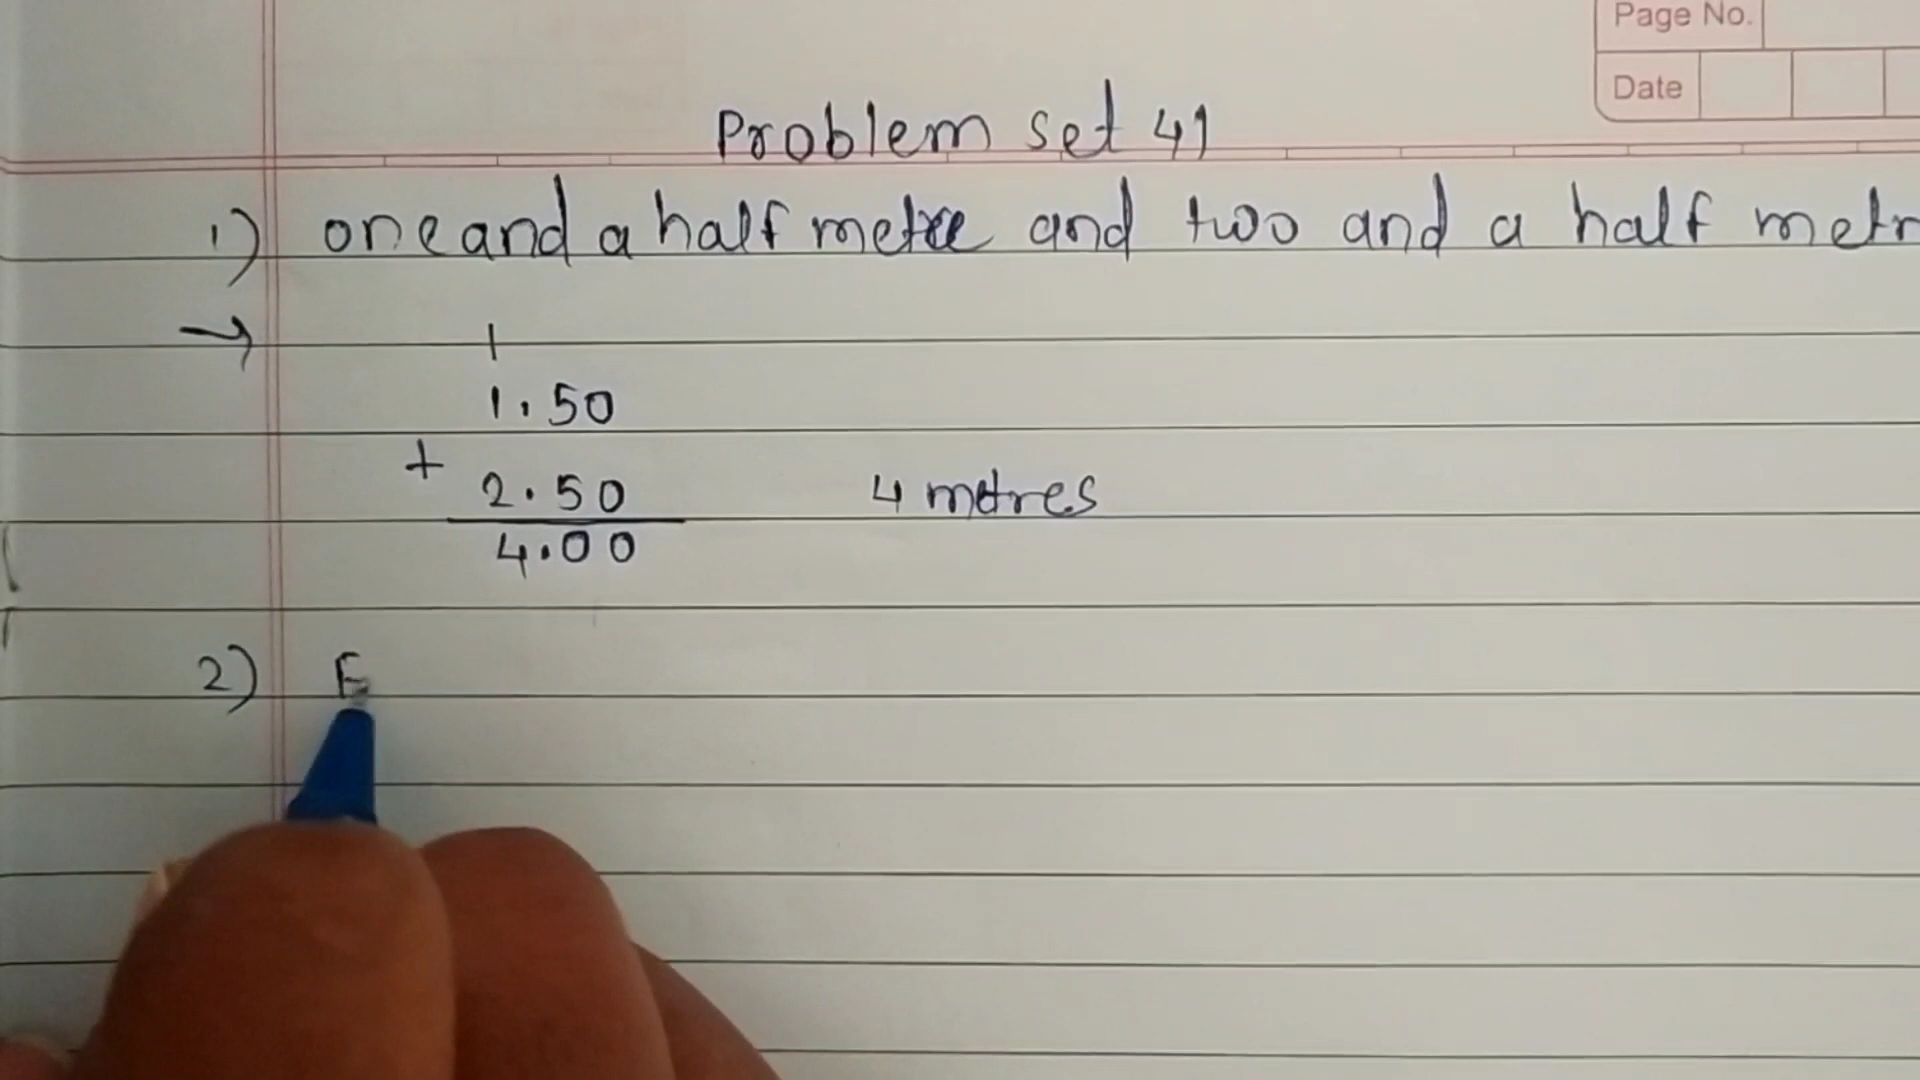 Page No.
Date
Problem set 41
1) one and a half metre and two and a half metr
→
1
1.50
+
2.50 4 metres
4.00
2) F